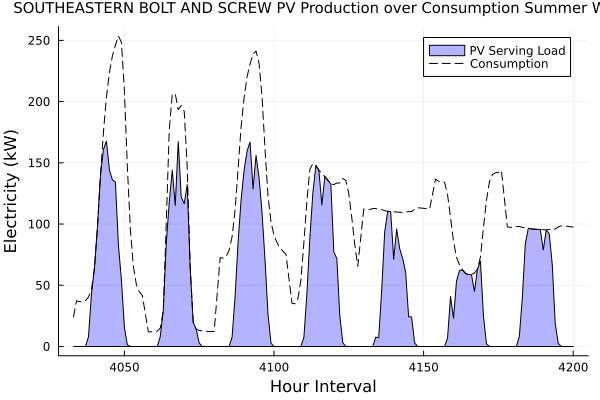 SOUTHEASTERN BOLT AND SCREW PV Production over Consumption Summer
Electricity (kW)
250
200
150
100
50
0
PV Serving Load
Consumption
4050
4100
4150
4200
Hour Interval